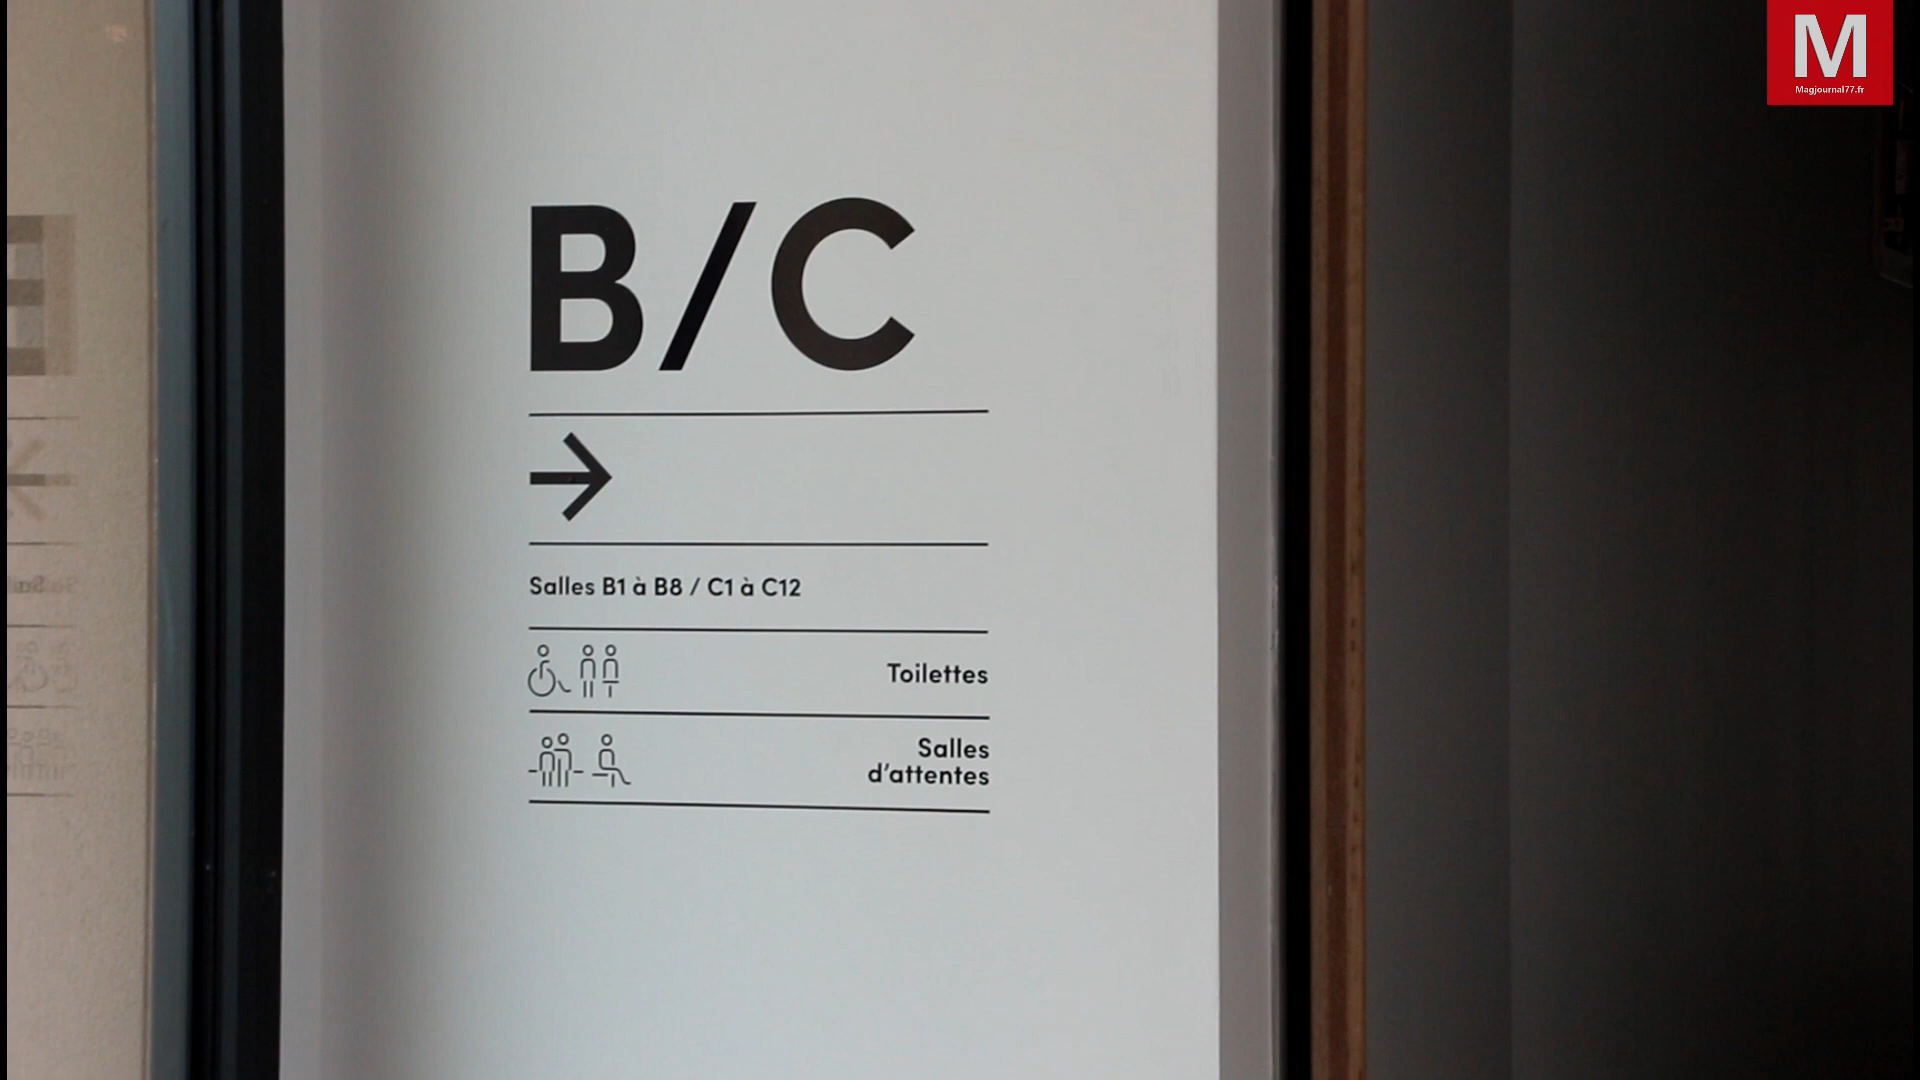 M
Magjournal77.fr
B/C
Salles B1 à B8 / C1 à C12
Toilettes
Salles
d'attentes